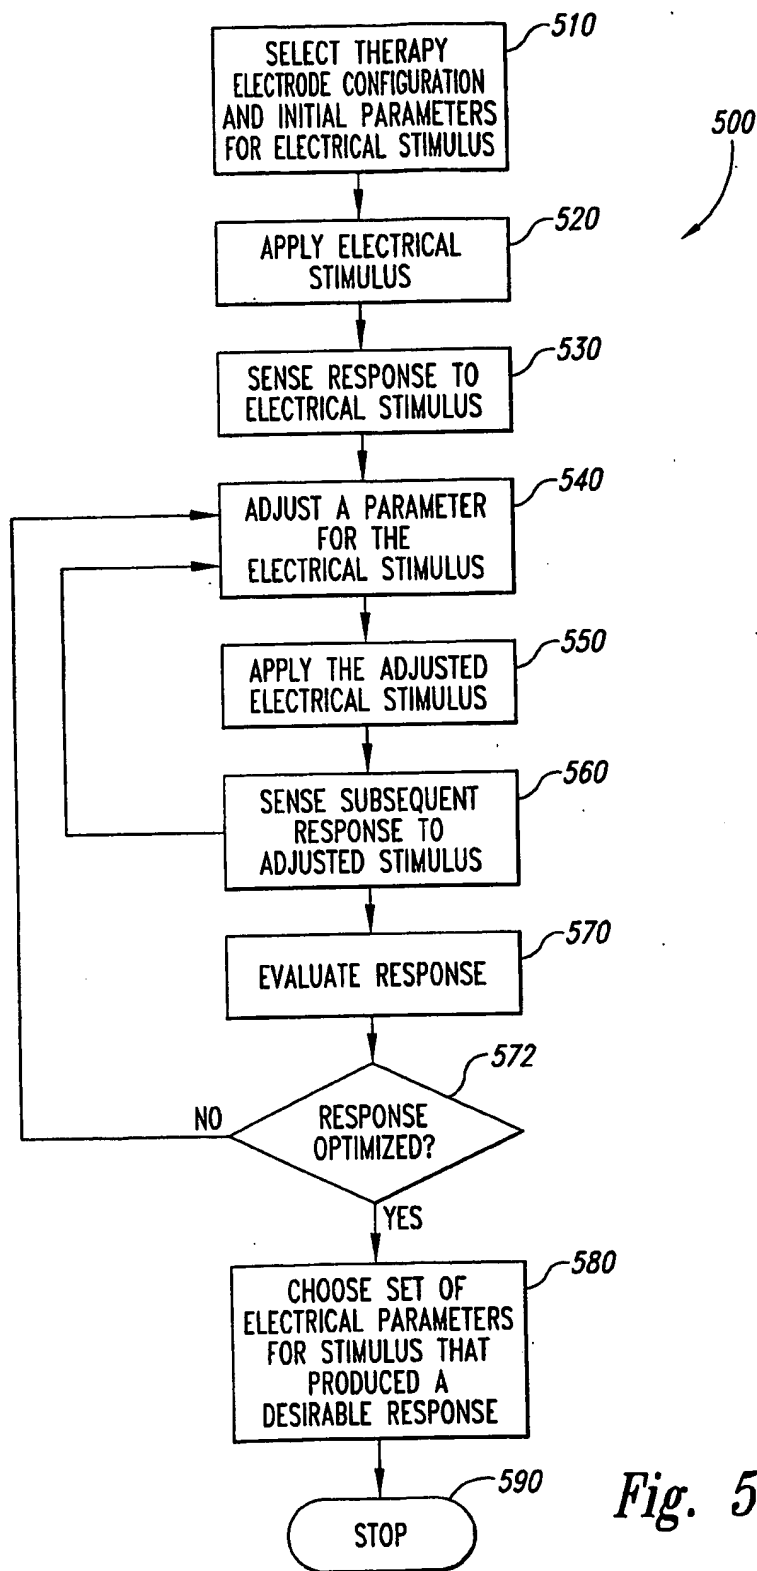 510
SELECT THERAPY
ELECTRODE CONFIGURATION
AND INITIAL PARAMETERS
FOR ELECTRICAL STIMULUS
500
520
APPLY ELECTRICAL
STIMULUS
530
SENSE RESPONSE TO
ELECTRICAL STIMULUS
540
ADJUST A PARAMETER
FOR THE
ELECTRICAL STIMULUS
550
APPLY THE ADJUSTED
ELECTRICAL STIMULUS
560
SENSE SUBSEQUENT
RESPONSE TO
ADJUSTED STIMULUS
570
EVALUATE RESPONSE
572
NO
RESPONSE
OPTIMIZED?
YES
580
CHOOSE SET OF
ELECTRICAL PARAMETERS
FOR STIMULUS THAT
PRODUCED A
DESIRABLE RESPONSE
590
STOP
Fig. 5